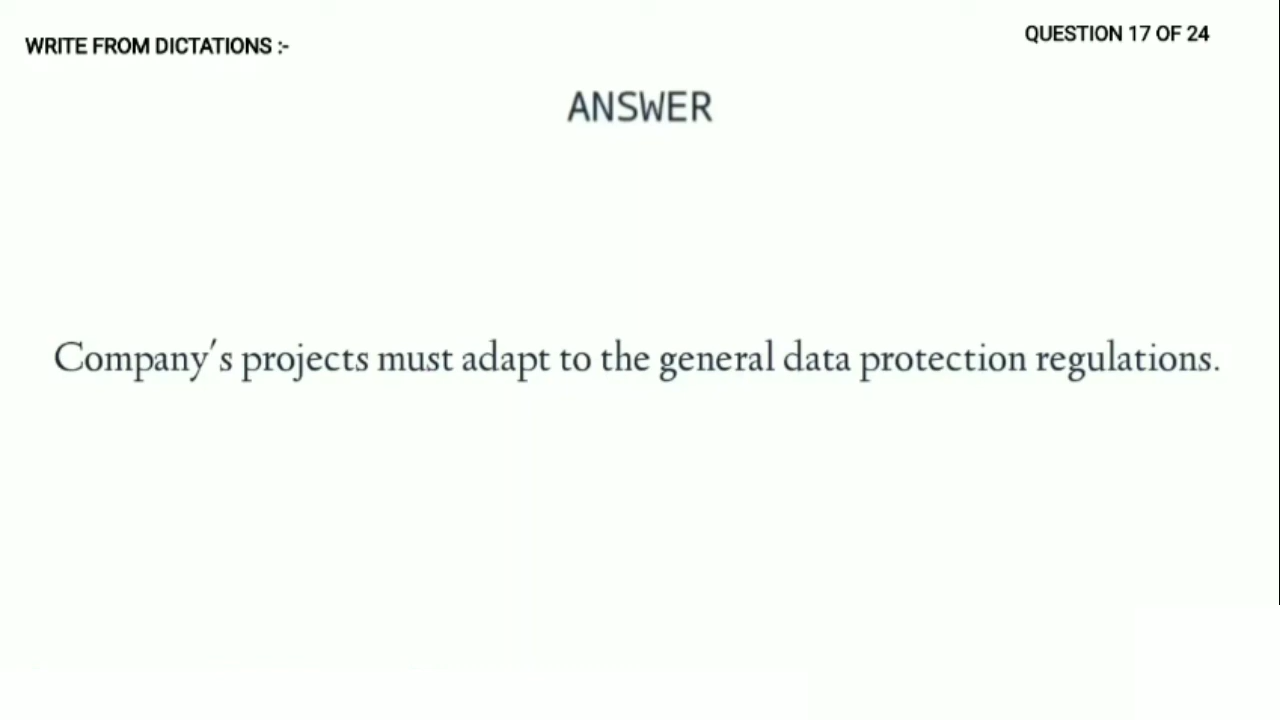 WRITE FROM DICTATIONS :-
QUESTION 17 OF 24
ANSWER
Company's projects must adapt to the general data protection regulations.